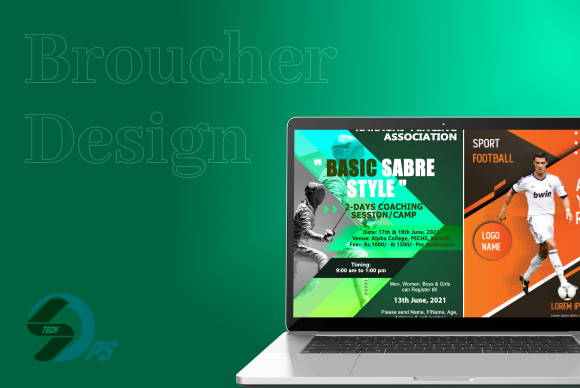 Broucher
Design
ASSOCIATION
" BASIC SABRE
STYLE "
2-DAYS COACHING
SESSION/CAMP
Date: 17th & 19th June, 2021
Venue: Alpha College, PECHS, Karachi
Fee: Rs.1000/- & 1500/- Per participant
Timing:
9:00 am to 1:00 pm
Men, Women, Boys & Girls
can Register till
13th June, 2021
Please send Name, F/Name, Age,
SPORT
FOOTBALL
bwin
LOGO
NAME
LOREM IP
TECH
PS